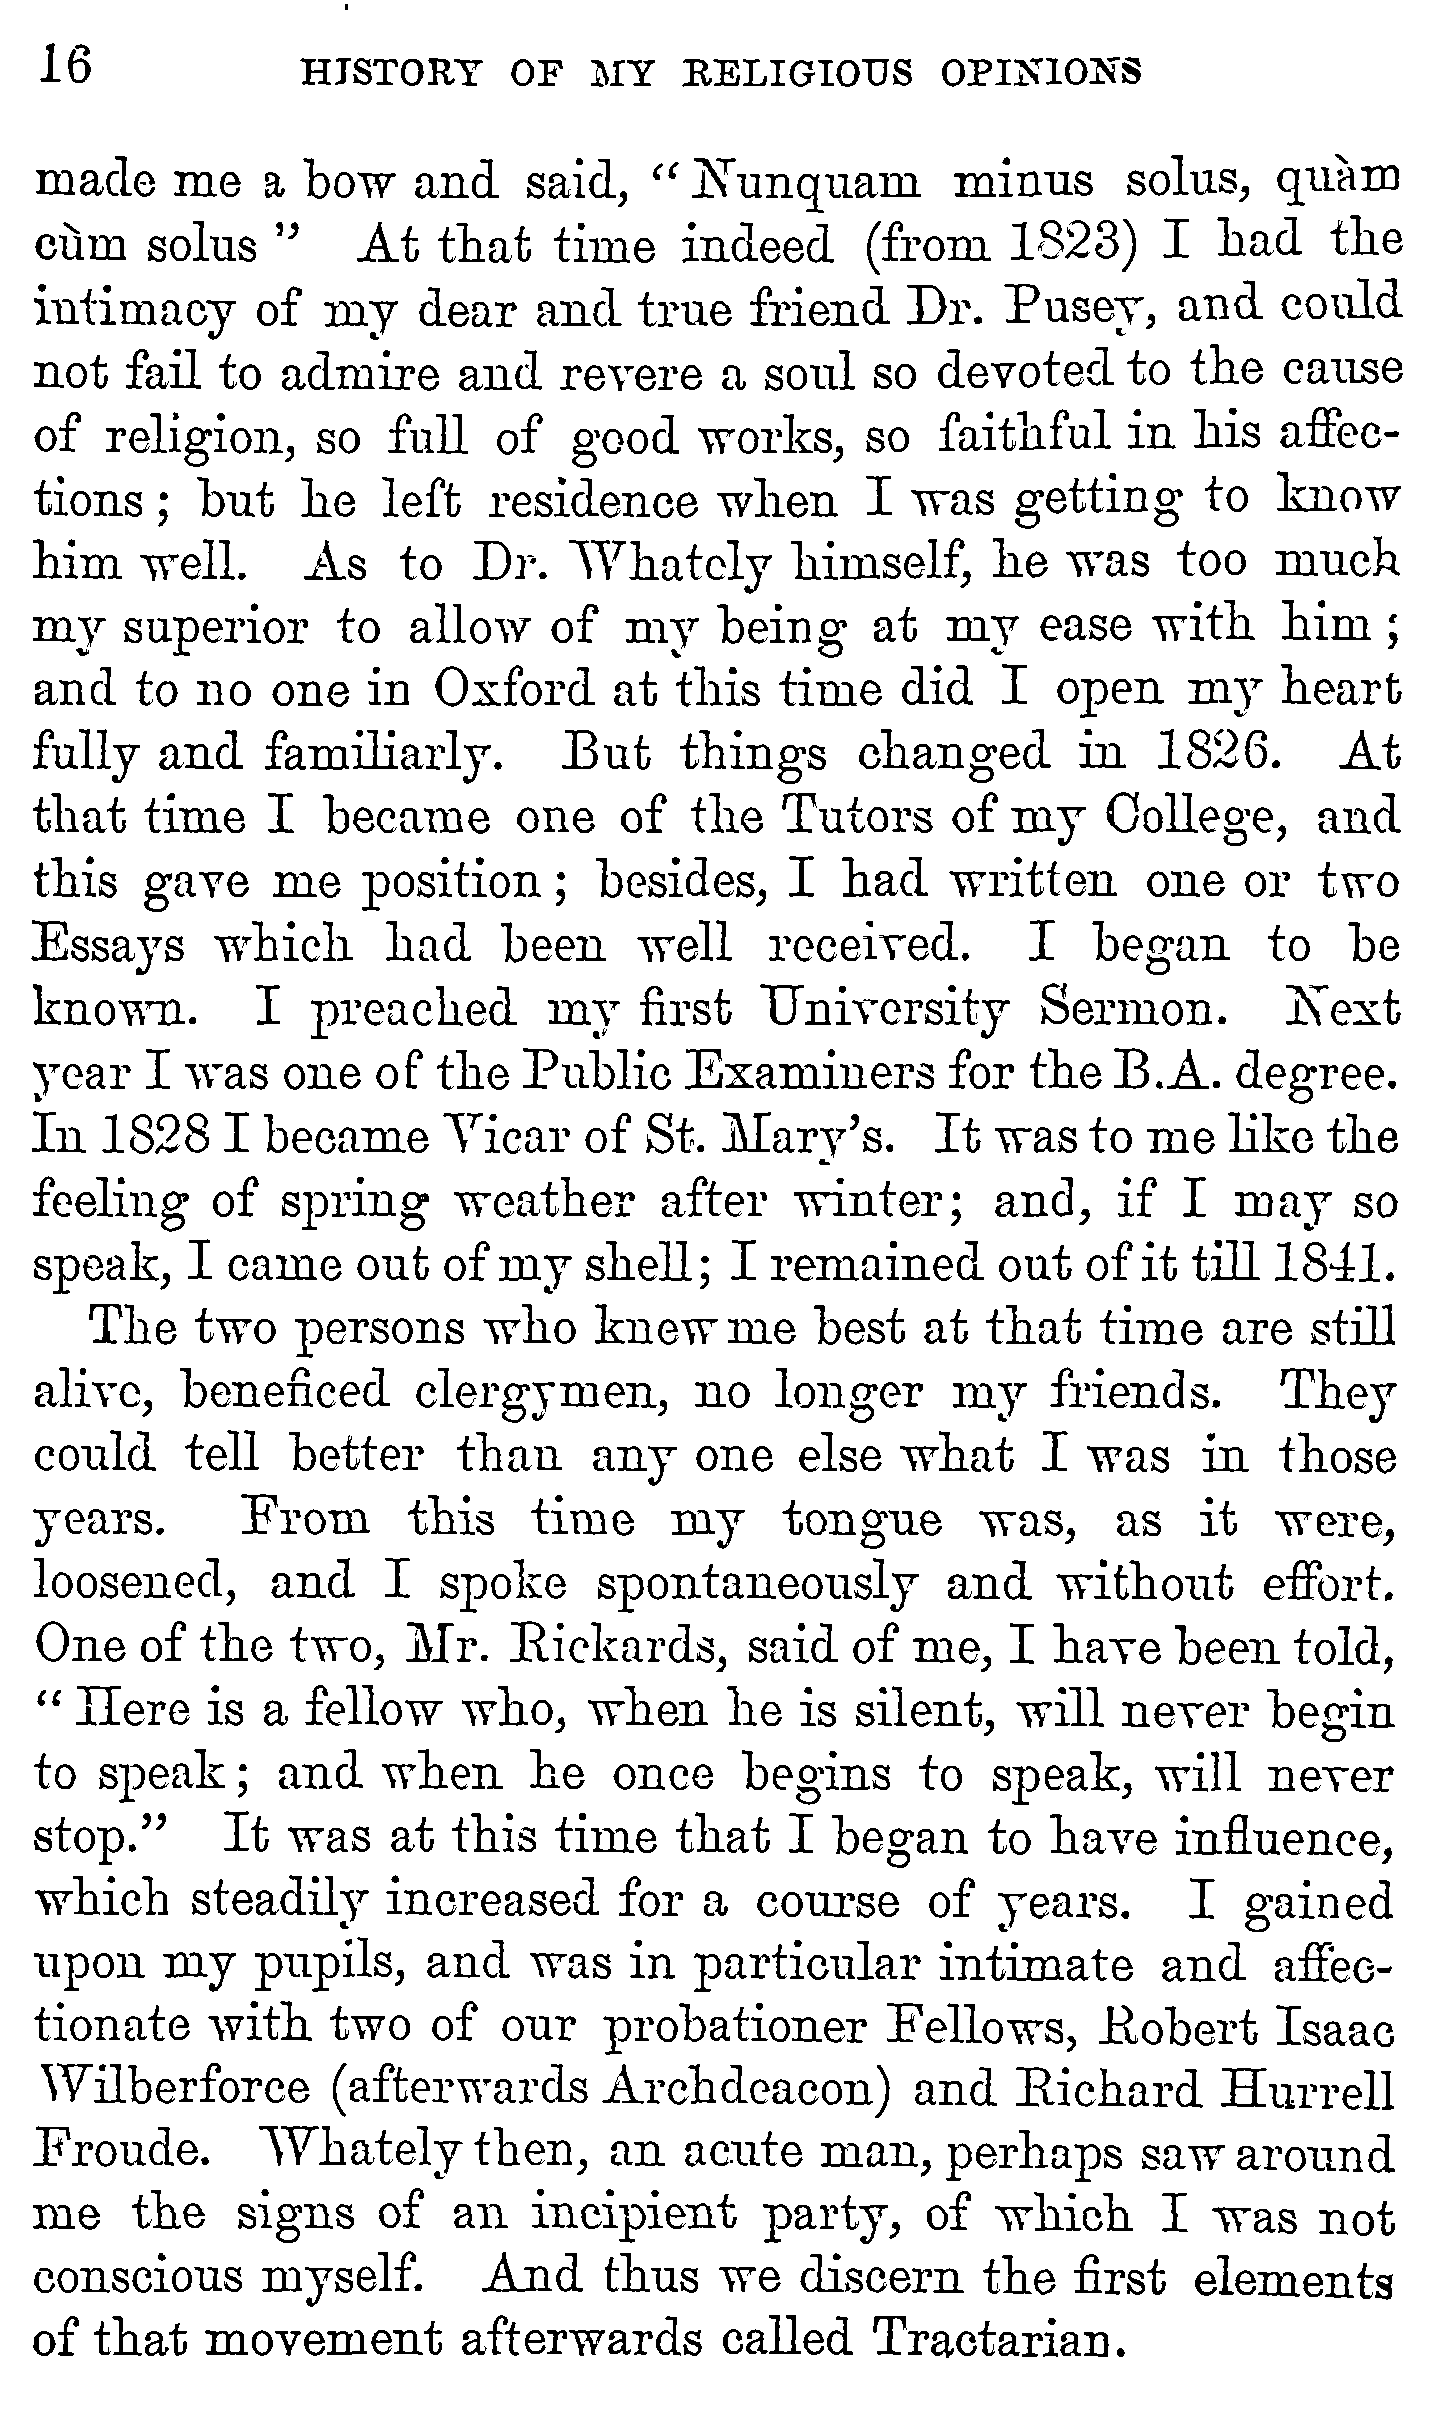 16 HISTORY OF MY RELIGIOUS OPINIONS
made me a bow and said, “ Nunquam minus solus, quàm
cùm solus ” At that time indeed (from 1823) I had the
intimacy of my dear and true friend Dr. Pusey, and could
not fail to admire and revere a soul so devoted to the cause
of religion, so full of good works, so faithful in his affec-
tions ; but he left residence when I was getting to know
him well. As to Dr. Whately himself, he was too much
my superior to allow of my being at my ease with him ;
and to no one in Oxford at this time did I open my heart
fully and familiarly. But things changed in 1826. At
that time I became one of the Tutors of my College, and
this gave me position ; besides, I had written one or two
Essays which had been well received. I began to be
known. I preached my first University Sermon. Next
year I was one of the Public Examiners for the B.A. degree.
In 1828 I became Vicar of St. Mary’s. It was to me like the
feeling of spring weather after winter; and, if I may so
speak, I came out of my shell; I remained out of it till 1841.
The two persons who knew me best at that time are still
alive, beneficed clergymen, no longer my friends. They
could tell better than any one else what I was in those
years. From this time my tongue was, as it were,
loosened, and I spoke spontaneously and without effort.
One of the two, Mr. Rickards, said of me, I have been told,
“ Here is a fellow who, when he is silent, will never begin
to speak ; and when he once begins to speak, will never
stop.” It was at this time that I began to have influence,
which steadily increased for a course of years. I gained
upon my pupils, and was in particular intimate and affec-
tionate with two of our probationer Fellows, Robert Isaac
Wilberforce (afterwards Archdeacon) and Richard Hurrell
Froude. Whately then, an acute man, perhaps saw around
me the signs of an incipient party, of which I was not
conscious myself. And thus we discern the first elements
of that movement afterwards called Tractarian.